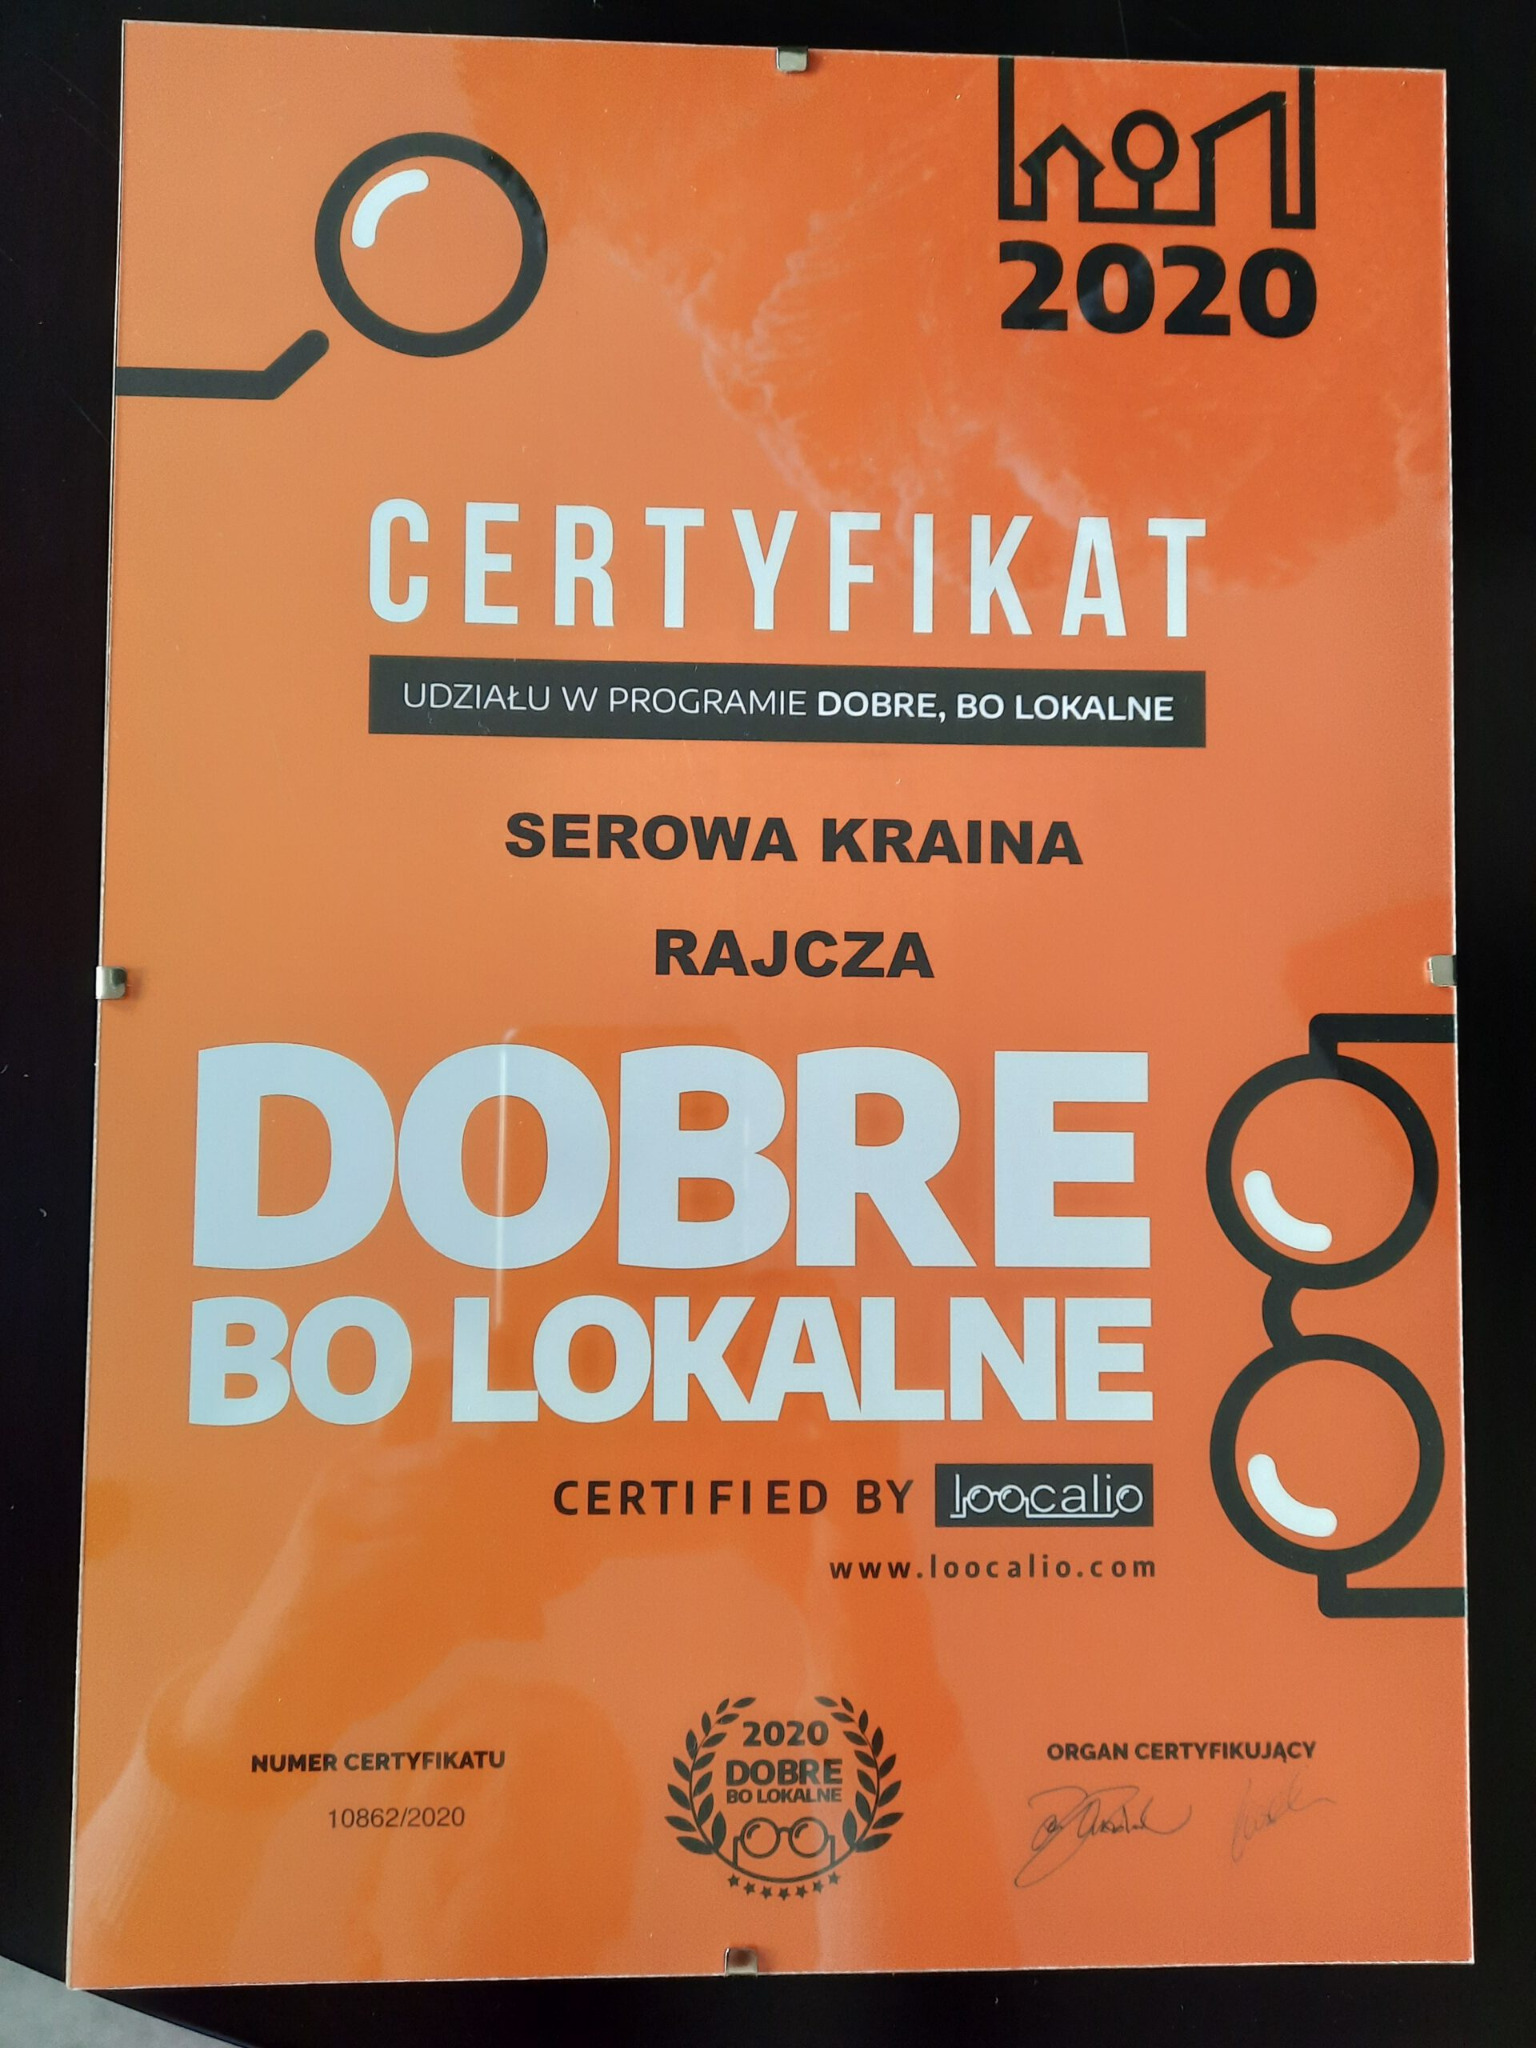 2020
CERTYFIKAT
UDZIAŁU W PROGRAMIE DOBRE, BO LOKALNE
SEROWA KRAINA
RAJCZA
DOBRE
BO LOKALNE
CERTIFIED BY loocalio
www.loocalio.com
NUMER CERTYFIKATU
10862/2020
2020
DOBRE
BO LOKALNE
ORGAN CERTYFIKUJĄCY